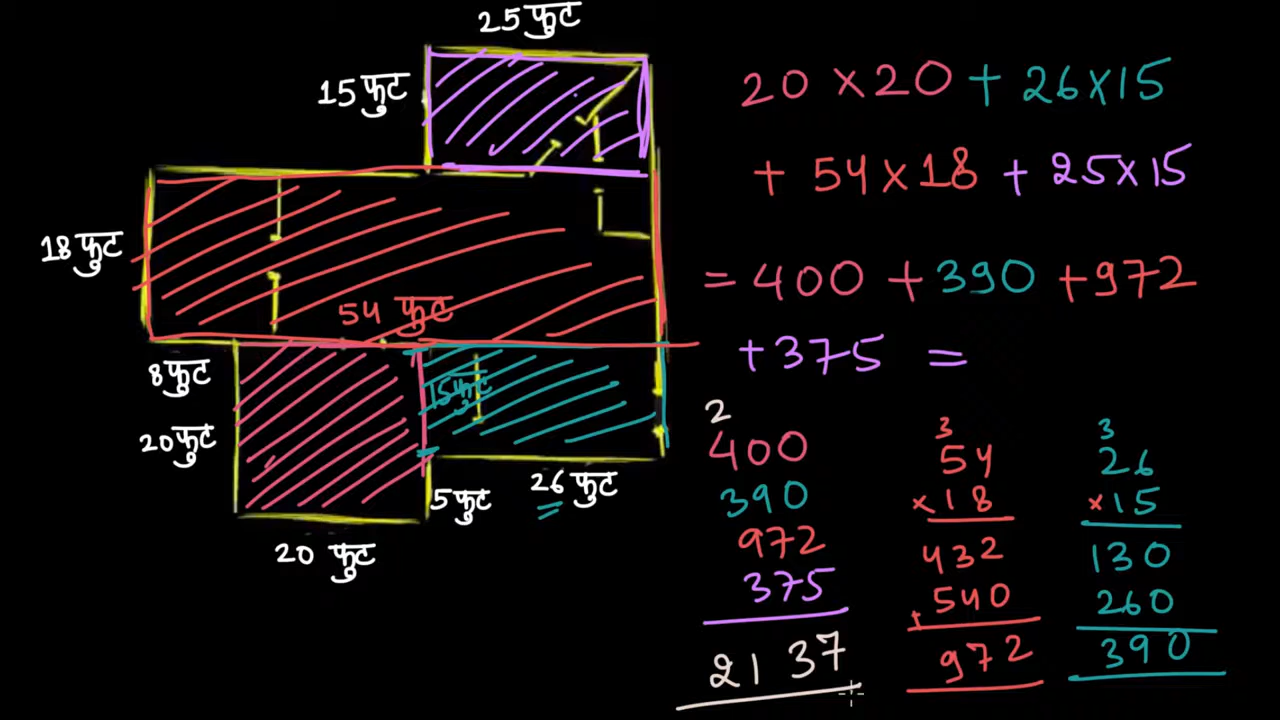 25 फुट
15 फुट
18 फुट
54 फुट
8 फुट
15 फुट
20 फुट
5 फुट
26 फुट
20 फुट
20 × 20 + 26 × 15
+ 54 × 18 + 25 × 15
= 400 + 390 + 972
+ 375 =
2
400
390
972
375
2137
3
54
× 18
432
+ 540
972
3
26
× 15
130
260
390